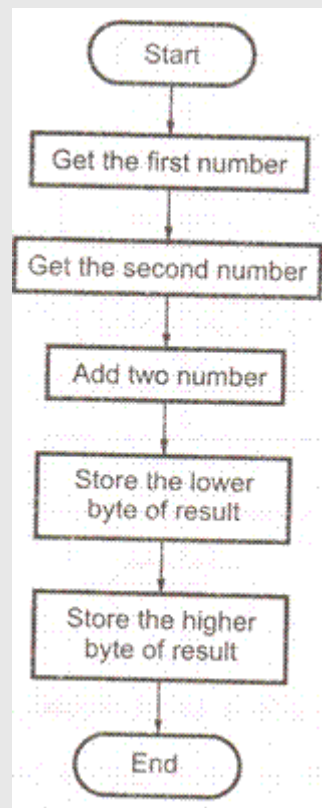 Start
Get the first number
Get the second number
Add two number
Store the lower
byte of result
Store the higher
byte of result
End